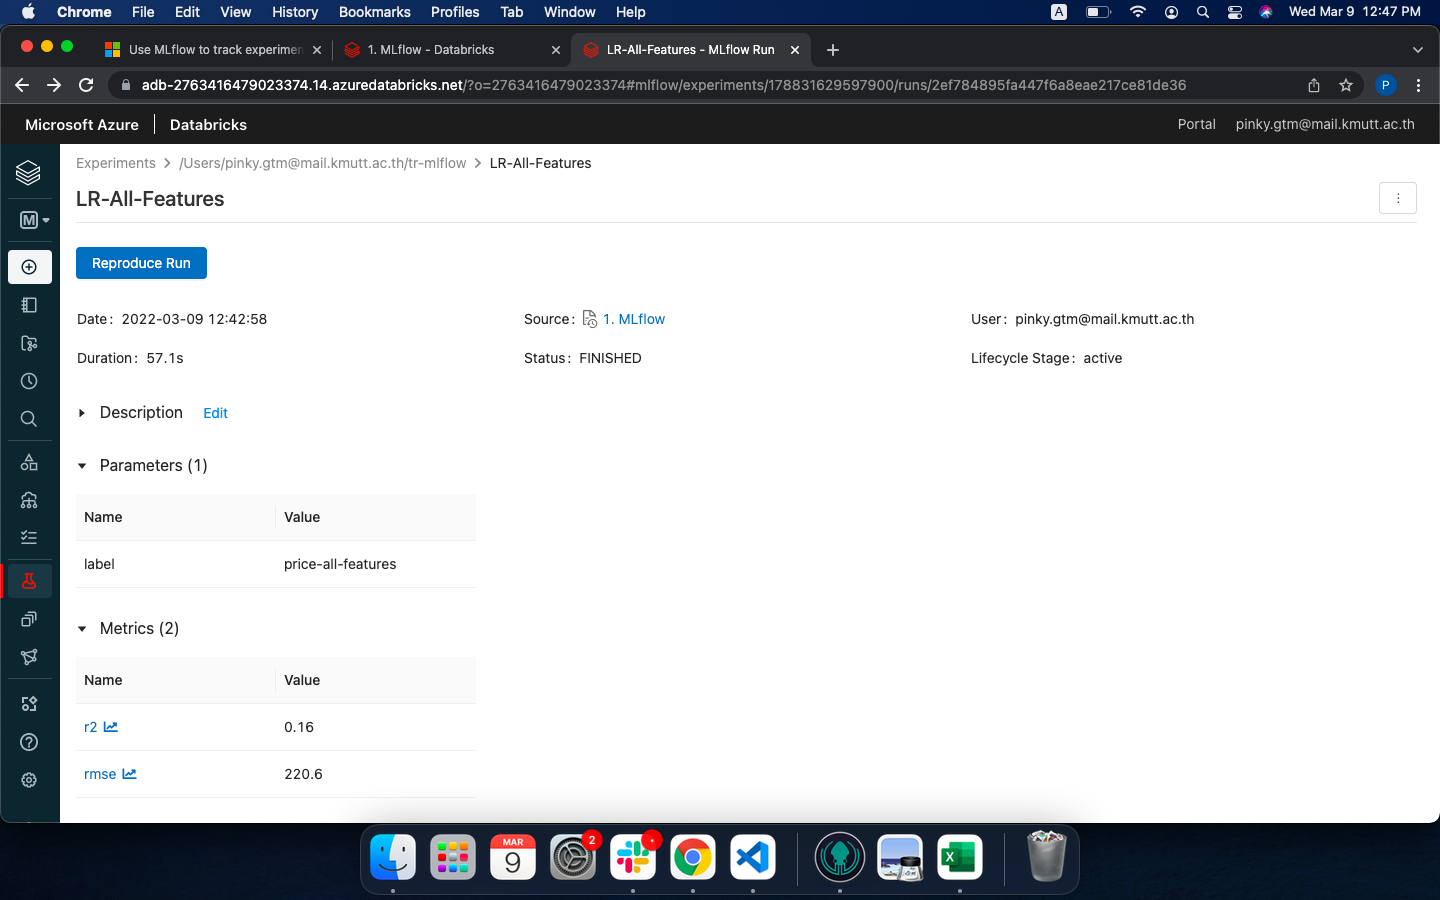 Chrome File Edit View History Bookmarks Profiles Tab Window Help A Wed Mar 9 12:47 PM
Use MLflow to track experimen 1. MLflow - Databricks LR-All-Features - MLflow Run
adb-2763416479023374.14.azuredatabricks.net/?o=2763416479023374#mlflow/experiments/178831629597900/runs/2ef784895fa447f6a8eae217ce81de36 P
Microsoft Azure Databricks Portal pinky.gtm@mail.kmutt.ac.th
Experiments > /Users/pinky.gtm@mail.kmutt.ac.th/tr-mlflow > LR-All-Features
LR-All-Features
M
Reproduce Run
Date: 2022-03-09 12:42:58 Source: 1. MLflow User: pinky.gtm@mail.kmutt.ac.th
Duration: 57.1s Status: FINISHED Lifecycle Stage: active
Description Edit
Parameters (1)
Name Value
label price-all-features
Metrics (2)
Name Value
r2 0.16
rmse 220.6
MAR 2
9 X